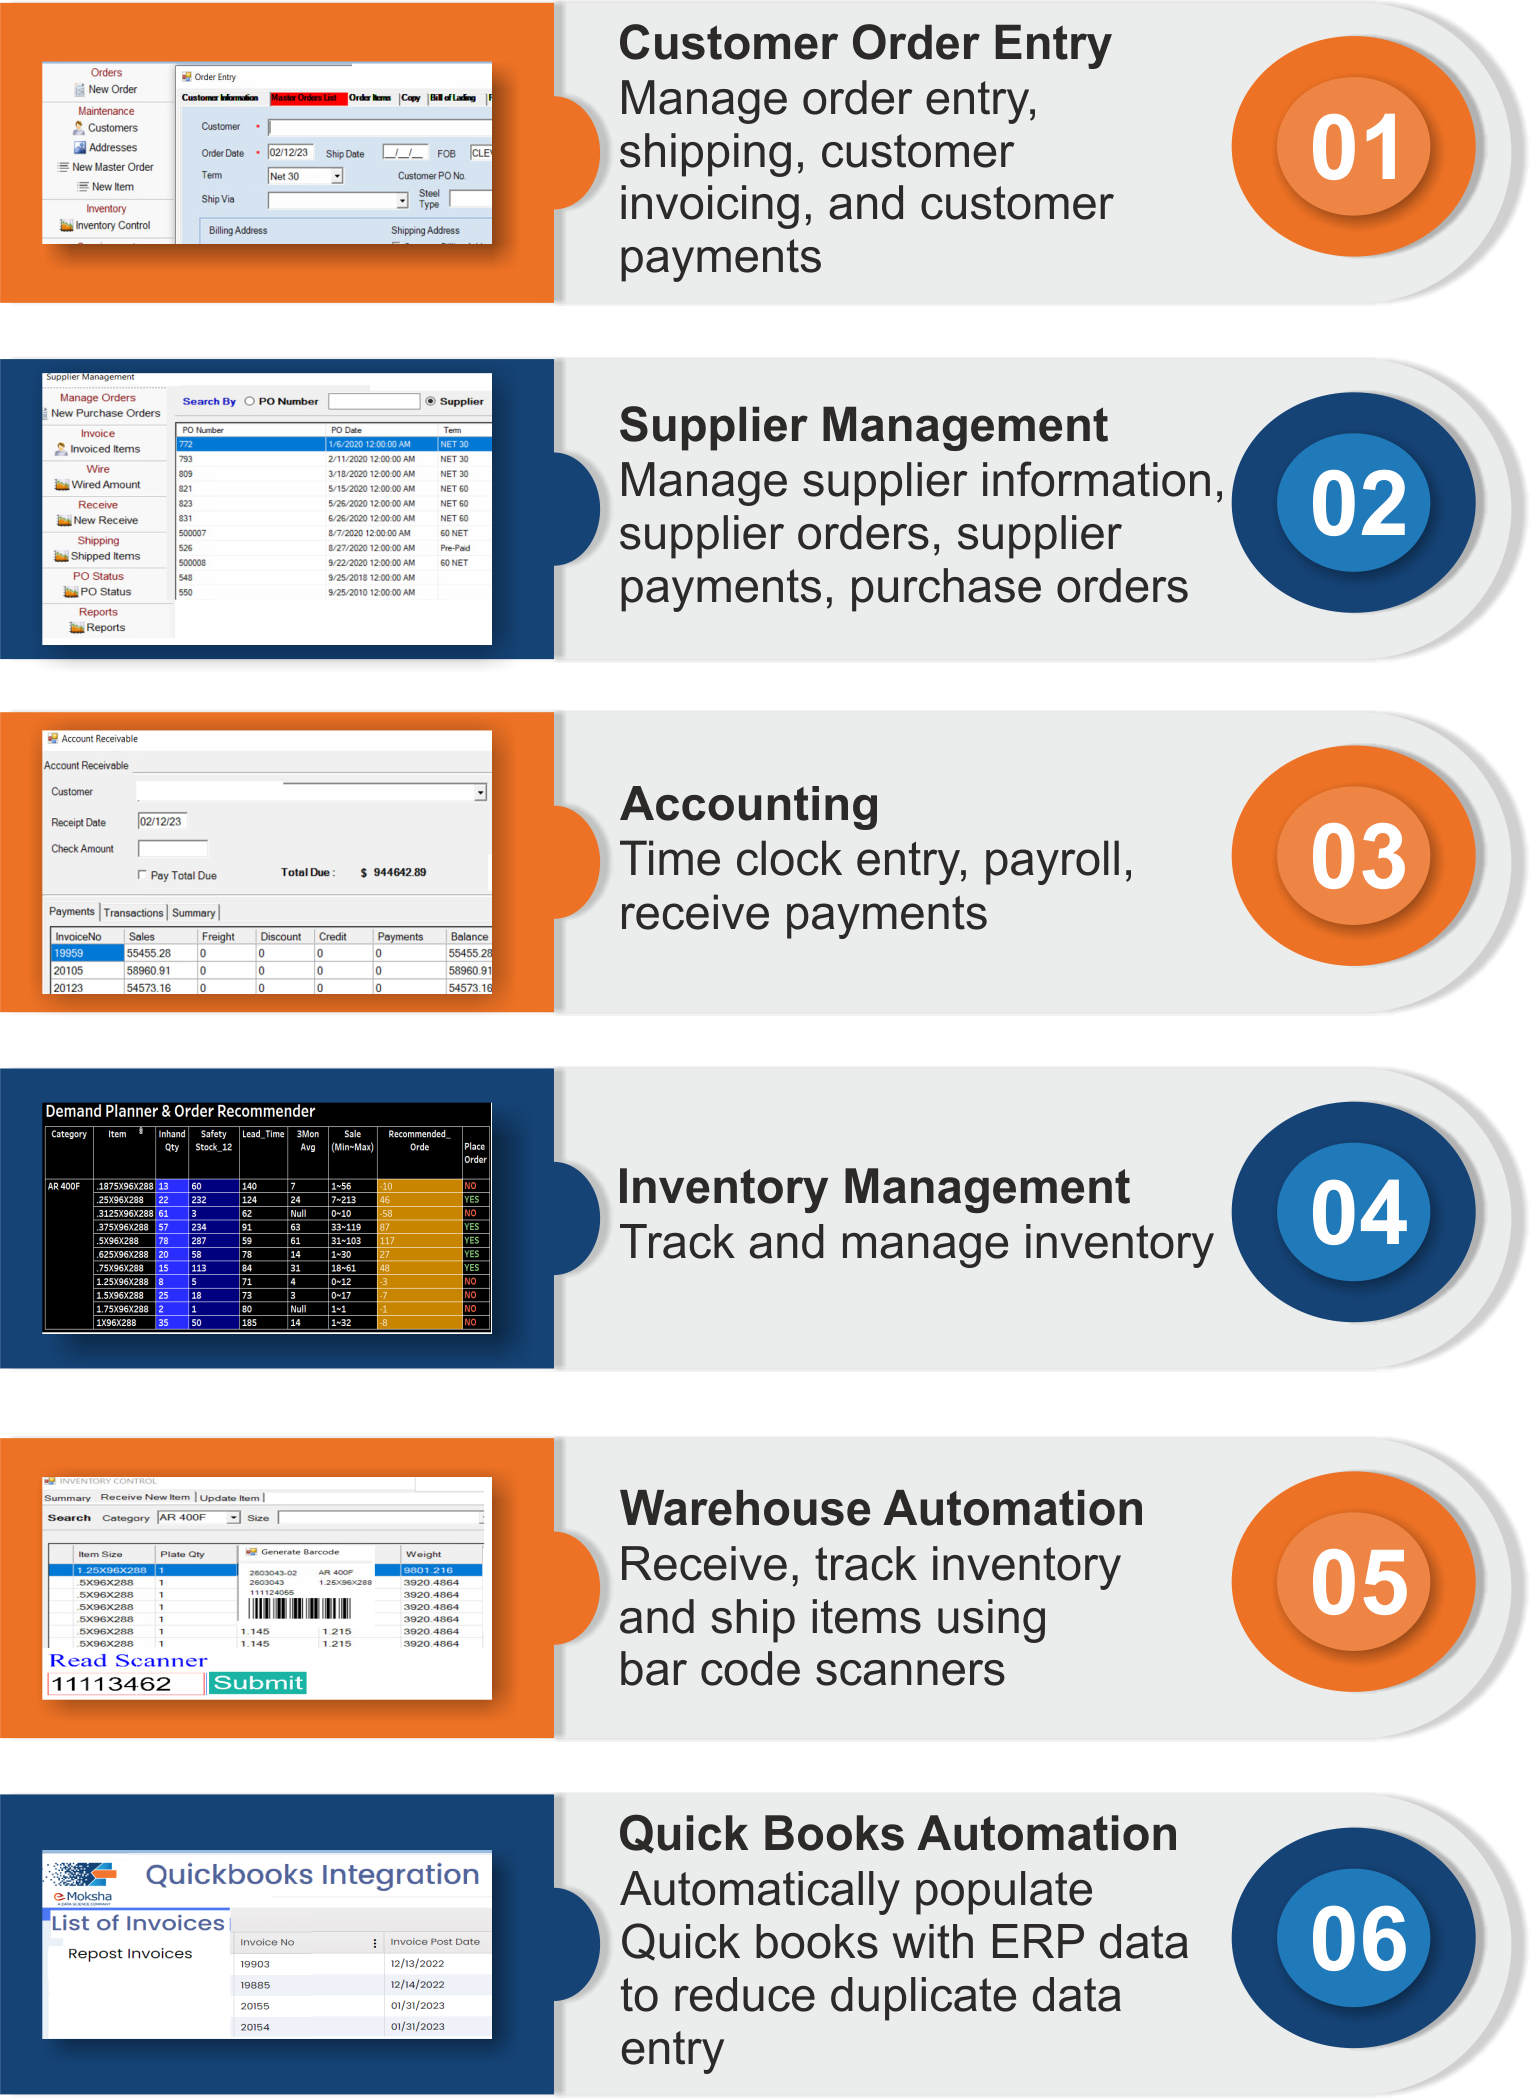 Orders
New Order
Maintenance
Customers
Addresses
New Master Order
New Item
Inventory
Inventory Control
Order Entry
Customer Information Master Orders List Order Items Copy Bill of Lading
Customer *
Order Date * 02/12/23 Ship Date __/__/__ FOB CLE
Term Net 30 Customer PO No.
Ship Via Steel Type
Billing Address Shipping Address
Customer Order Entry
Manage order entry,
shipping, customer
invoicing, and customer
payments
01
Supplier Management
Manage Orders
New Purchase Orders
Invoice
Invoiced Items
Wire
Wired Amount
Receive
New Receive
Shipping
Shipped Items
PO Status
PO Status
Reports
Reports
Search By PO Number Supplier
PO Number PO Date Term
772 1/6/2020 12:00:00 AM NET 30
793 2/11/2020 12:00:00 AM NET 30
809 3/18/2020 12:00:00 AM NET 30
821 5/15/2020 12:00:00 AM NET 60
823 5/26/2020 12:00:00 AM NET 60
831 6/26/2020 12:00:00 AM NET 60
500007 8/7/2020 12:00:00 AM 60 NET
526 8/27/2020 12:00:00 AM Pre-Paid
500008 9/22/2020 12:00:00 AM 60 NET
548 9/25/2018 12:00:00 AM
550 9/25/2010 12:00:00 AM
Supplier Management
Manage supplier information,
supplier orders, supplier
payments, purchase orders
02
Account Receivable
Account Receivable
Customer
Receipt Date 02/12/23
Check Amount
Pay Total Due Total Due : $ 944642.89
Payments Transactions Summary
InvoiceNo Sales Freight Discount Credit Payments Balance
19959 55455.28 0 0 0 0 55455.28
20105 58960.91 0 0 0 0 58960.91
20123 54573.16 0 0 0 0 54573.16
Accounting
Time clock entry, payroll,
receive payments
03
Demand Planner & Order Recommender
Category Item Inhand Qty Safety Stock_12 Lead_Time 3Mon Avg Sale (Min~Max) Recommended_ Orde Place Order
AR 400F .1875X96X288 13 60 140 7 1~56 -10 NO
.25X96X288 22 232 124 24 7~213 46 YES
.3125X96X288 61 3 62 Null 0~10 -58 NO
.375X96X288 57 234 91 63 33~119 87 YES
.5X96X288 78 287 59 61 31~103 117 YES
.625X96X288 20 58 78 14 1~30 27 YES
.75X96X288 15 113 84 31 18~61 48 YES
1.25X96X288 8 5 71 4 0~12 -3 NO
1.5X96X288 25 18 73 3 0~17 -7 NO
1.75X96X288 2 1 80 Null 1~1 -1 NO
1X96X288 35 50 185 14 1~32 -8 NO
Inventory Management
Track and manage inventory
04
INVENTORY CONTROL
Summary Receive New Item Update Item
Search Category AR 400F Size
Item Size Plate Qty Generate Barcode Weight
1.25X96X288 1 9801.216
.5X96X288 1 3920.4864
.5X96X288 1 3920.4864
.5X96X288 1 3920.4864
.5X96X288 1 3920.4864
.5X96X288 1 1.145 1.215 3920.4864
.5X96X288 1 1.145 1.215 3920.4864
2603043-02 AR 400F
2603043 1.25X96X288
111124055
Read Scanner
11113462 Submit
Warehouse Automation
Receive, track inventory
and ship items using
bar code scanners
05
e-Moksha
A DATA SCIENCE COMPANY
Quickbooks Integration
List of Invoices
Repost Invoices
Invoice No Invoice Post Date
19903 12/13/2022
19885 12/14/2022
20155 01/31/2023
20154 01/31/2023
Quick Books Automation
Automatically populate
Quick books with ERP data
to reduce duplicate data
entry
06